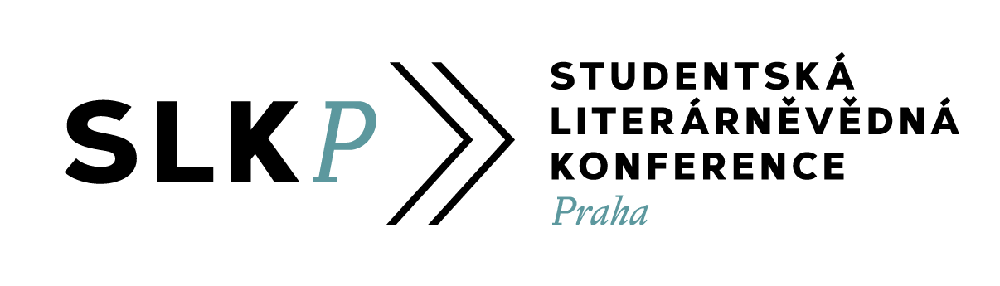 SLKP
STUDENTSKÁ
LITERÁRNĚVĚDNÁ
KONFERENCE
Praha